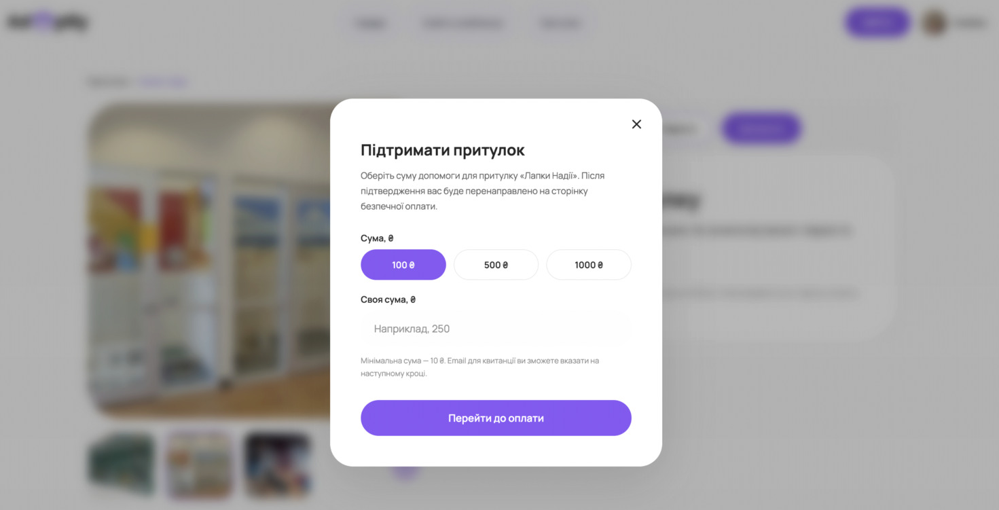 Підтримати притулок
Оберіть суму допомоги для притулку «Лапки Надії». Після
підтвердження вас буде перенаправлено на сторінку
безпечної оплати.
Сума, ₴
100 ₴ 500 ₴ 1000 ₴
Своя сума, ₴
Наприклад, 250
Мінімальна сума — 10 ₴. Email для квитанції ви зможете вказати на
наступному кроці.
Перейти до оплати